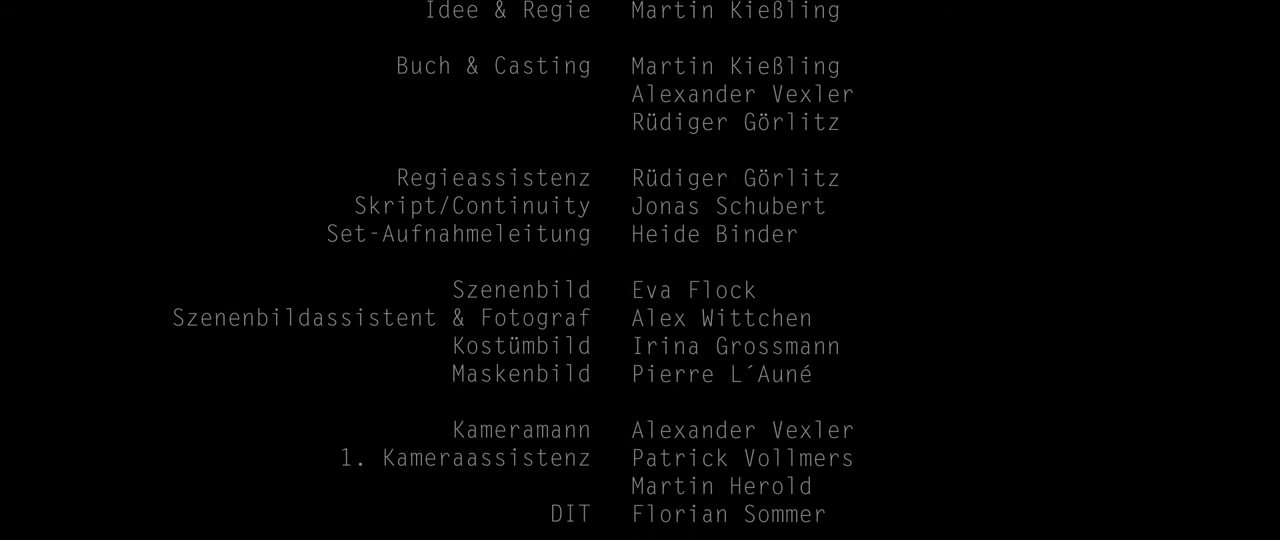 Idee & Regie Martin Kießling
Buch & Casting Martin Kießling
Alexander Vexler
Rüdiger Görlitz
Regieassistenz Rüdiger Görlitz
Skript/Continuity Jonas Schubert
Set-Aufnahmeleitung Heide Binder
Szenenbild Eva Flock
Szenenbildassistent & Fotograf Alex Wittchen
Kostümbild Irina Grossmann
Maskenbild Pierre L´Auné
Kameramann Alexander Vexler
1. Kameraassistenz Patrick Vollmers
Martin Herold
DIT Florian Sommer